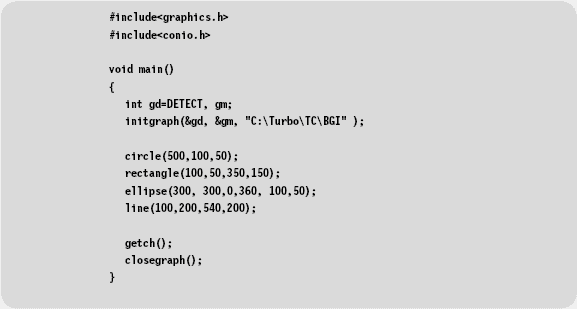 #include<graphics.h>
#include<conio.h>
void main()
{
int gd=DETECT, gm;
initgraph(&gd, &gm, "C:\Turbo\TC\BGI" );
circle(500,100,50);
rectangle(100,50,350,150);
ellipse(300, 300,0,360, 100,50);
line(100,200,540,200);
getch();
closegraph();
}